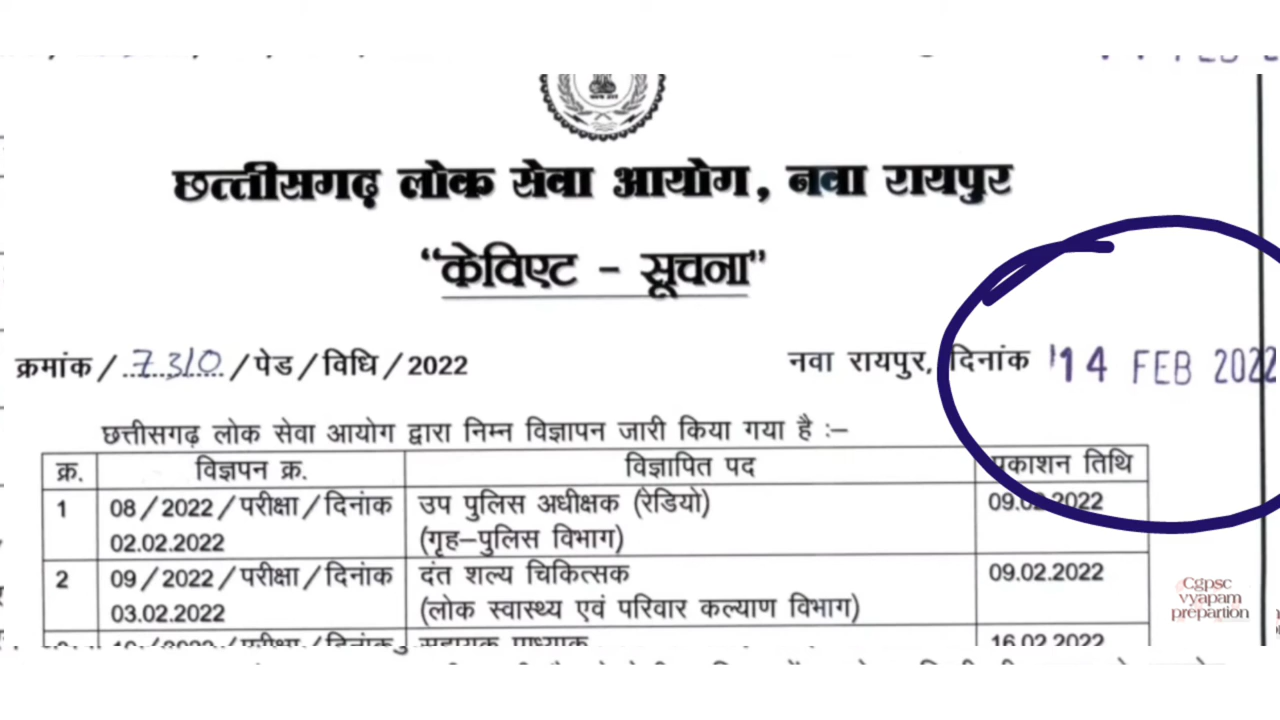 छत्तीसगढ़ लोक सेवा आयोग, नवा रायपुर
“केविएट – सूचना”
क्रमांक / 7310 / पेड / विधि / 2022 नवा रायपुर, दिनांक 14 FEB 2022
छत्तीसगढ़ लोक सेवा आयोग द्वारा निम्न विज्ञापन जारी किया गया है :–
क्र. विज्ञपन क्र. विज्ञापित पद प्रकाशन तिथि
1 08/2022/परीक्षा/दिनांक उप पुलिस अधीक्षक (रेडियो) 09.02.2022
02.02.2022 (गृह–पुलिस विभाग)
2 09/2022/परीक्षा/दिनांक दंत शल्य चिकित्सक 09.02.2022
03.02.2022 (लोक स्वास्थ्य एवं परिवार कल्याण विभाग)
16.02.2022
Cgpsc
vyapam
prepartion